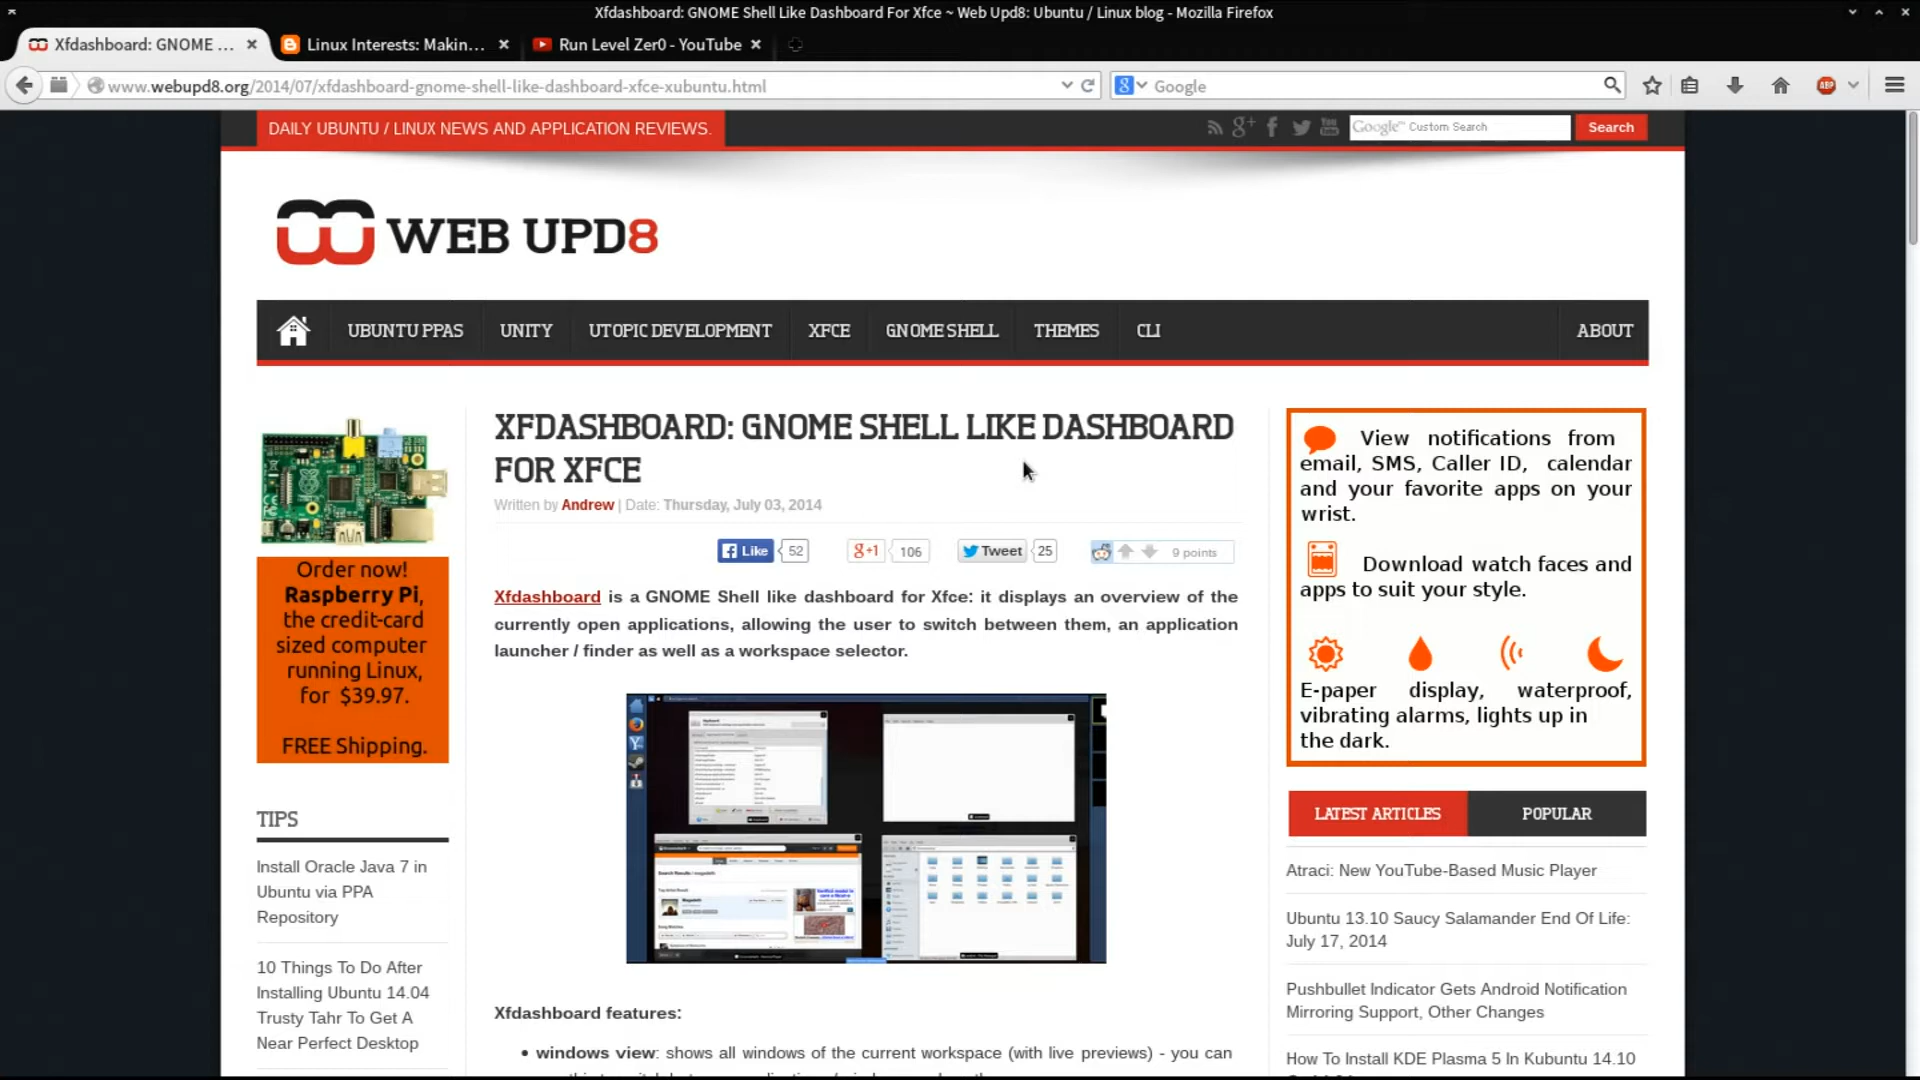 Xfdashboard: GNOME Shell Like Dashboard For Xfce ~ Web Upd8: Ubuntu / Linux blog - Mozilla Firefox
Xfdashboard: GNOME ...
Linux Interests: Makin...
Run Level Zer0 - YouTube
www.webupd8.org/2014/07/xfdashboard-gnome-shell-like-dashboard-xfce-xubuntu.html
Google
ABP
DAILY UBUNTU / LINUX NEWS AND APPLICATION REVIEWS.
Google™ Custom Search
Search
WEB UPD8
UBUNTU PPAS
UNITY
UTOPIC DEVELOPMENT
XFCE
GNOME SHELL
THEMES
CLI
ABOUT
Order now!
Raspberry Pi,
the credit-card
sized computer
running Linux,
for $39.97.
FREE Shipping.
TIPS
Install Oracle Java 7 in
Ubuntu via PPA
Repository
10 Things To Do After
Installing Ubuntu 14.04
Trusty Tahr To Get A
Near Perfect Desktop
XFDASHBOARD: GNOME SHELL LIKE DASHBOARD
FOR XFCE
Written by Andrew | Date: Thursday, July 03, 2014
Like 52
g+1 106
Tweet 25
9 points
Xfdashboard is a GNOME Shell like dashboard for Xfce: it displays an overview of the
currently open applications, allowing the user to switch between them, an application
launcher / finder as well as a workspace selector.
Xfdashboard features:
• windows view: shows all windows of the current workspace (with live previews) - you can
View notifications from
email, SMS, Caller ID, calendar
and your favorite apps on your
wrist.
Download watch faces and
apps to suit your style.
E-paper display, waterproof,
vibrating alarms, lights up in
the dark.
LATEST ARTICLES
POPULAR
Atraci: New YouTube-Based Music Player
Ubuntu 13.10 Saucy Salamander End Of Life:
July 17, 2014
Pushbullet Indicator Gets Android Notification
Mirroring Support, Other Changes
How To Install KDE Plasma 5 In Kubuntu 14.10